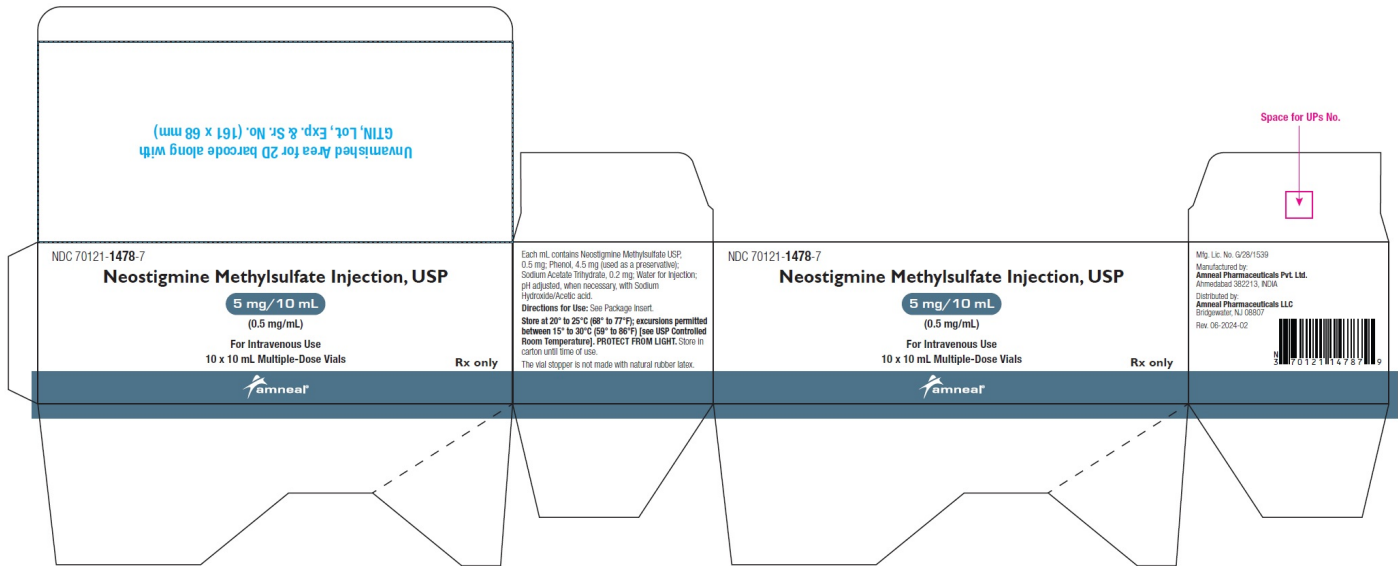 Unvarnished Area for 2D barcode along with
GTIN, Lot, Exp. & Sr. No. (161 x 68 mm)
Space for UPs No.
NDC 70121-1478-7
Neostigmine Methylsulfate Injection, USP
5 mg/10 mL
(0.5 mg/mL)
For Intravenous Use
10 x 10 mL Multiple-Dose Vials
Rx only
amneal®
Each mL contains Neostigmine Methylsulfate USP,
0.5 mg; Phenol, 4.5 mg (used as a preservative);
Sodium Acetate Trihydrate, 0.2 mg; Water for Injection;
pH adjusted, when necessary, with Sodium
Hydroxide/Acetic acid.
Directions for Use: See Package Insert.
Store at 20° to 25°C (68° to 77°F); excursions permitted
between 15° to 30°C (59° to 86°F) [see USP Controlled
Room Temperature]. PROTECT FROM LIGHT. Store in
carton until time of use.
The vial stopper is not made with natural rubber latex.
NDC 70121-1478-7
Neostigmine Methylsulfate Injection, USP
5 mg/10 mL
(0.5 mg/mL)
For Intravenous Use
10 x 10 mL Multiple-Dose Vials
Rx only
amneal®
Mfg. Lic. No. G/28/1539
Manufactured by:
Amneal Pharmaceuticals Pvt. Ltd.
Ahmedabad 382213, INDIA
Distributed by:
Amneal Pharmaceuticals LLC
Bridgewater, NJ 08807
Rev. 06-2024-02
N
3 70121 14787 9